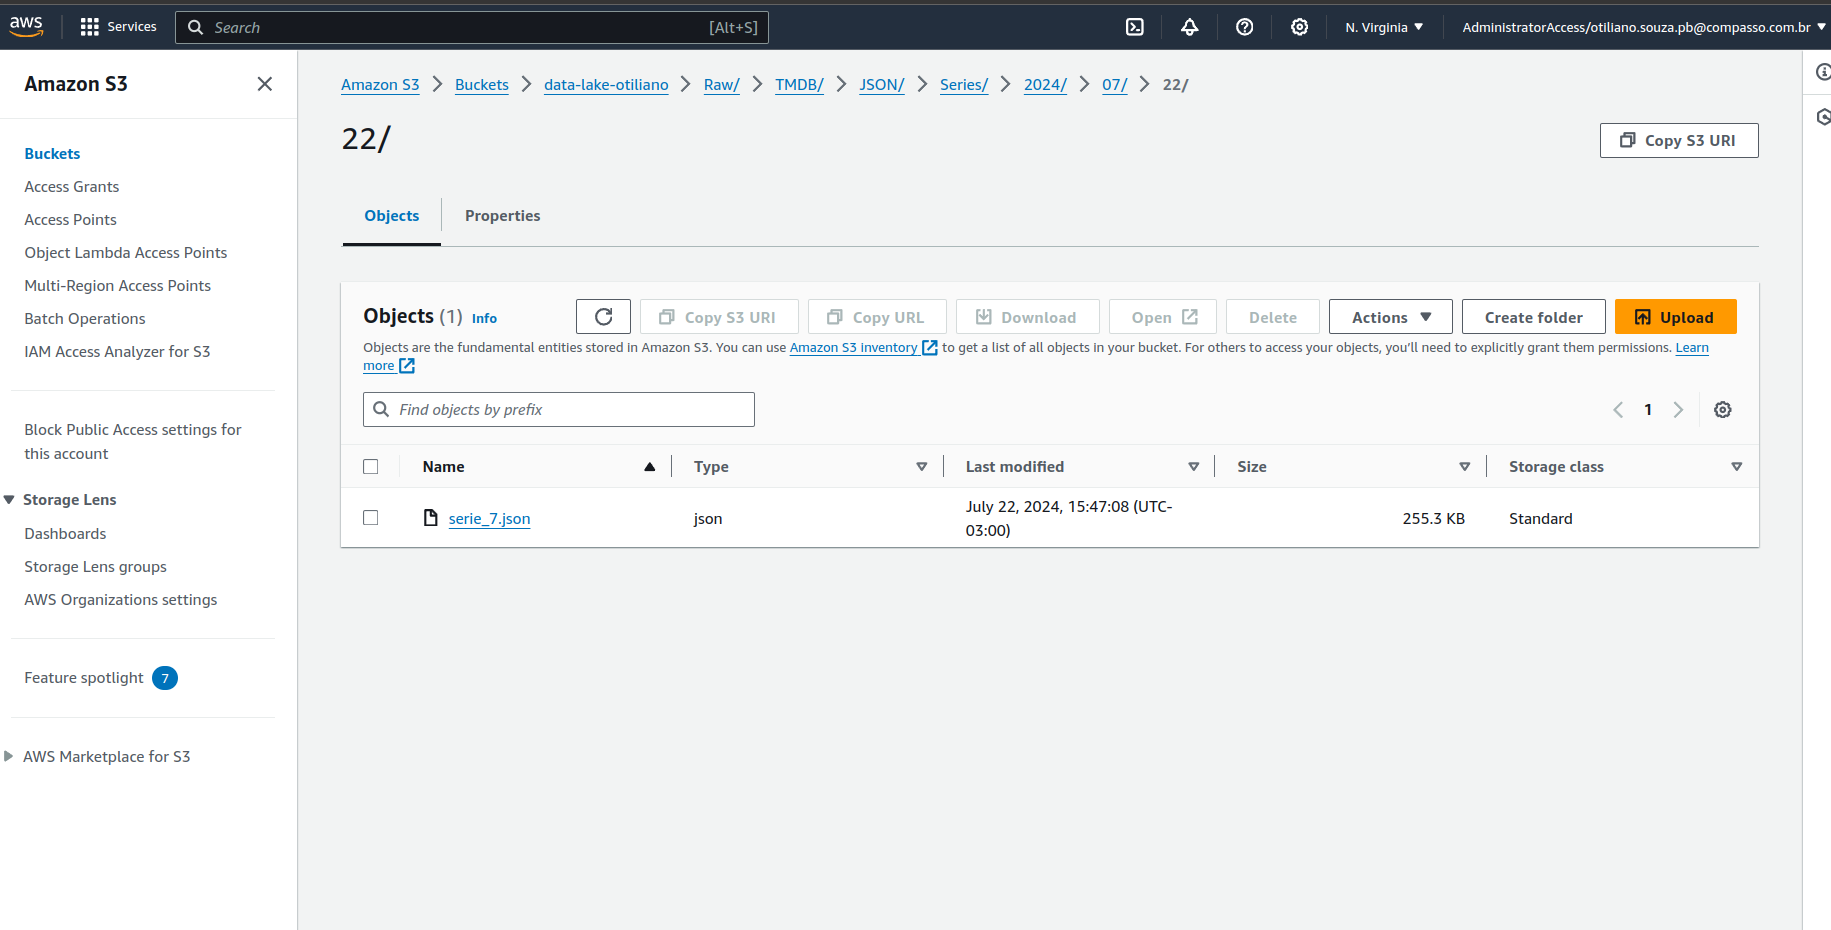 aws Services Search [Alt+S] N. Virginia AdministratorAccess/otiliano.souza.pb@compasso.com.br
Amazon S3
Buckets
Access Grants
Access Points
Object Lambda Access Points
Multi-Region Access Points
Batch Operations
IAM Access Analyzer for S3
Block Public Access settings for
this account
Storage Lens
Dashboards
Storage Lens groups
AWS Organizations settings
Feature spotlight 7
AWS Marketplace for S3
Amazon S3 Buckets data-lake-otiliano Raw/ TMDB/ JSON/ Series/ 2024/ 07/ 22/
22/
Copy S3 URI
Objects Properties
Objects (1) Info Copy S3 URI Copy URL Download Open Delete Actions Create folder Upload
Objects are the fundamental entities stored in Amazon S3. You can use Amazon S3 inventory to get a list of all objects in your bucket. For others to access your objects, you’ll need to explicitly grant them permissions. Learn
more
Find objects by prefix 1
Name Type Last modified Size Storage class
serie_7.json json July 22, 2024, 15:47:08 (UTC-
03:00) 255.3 KB Standard